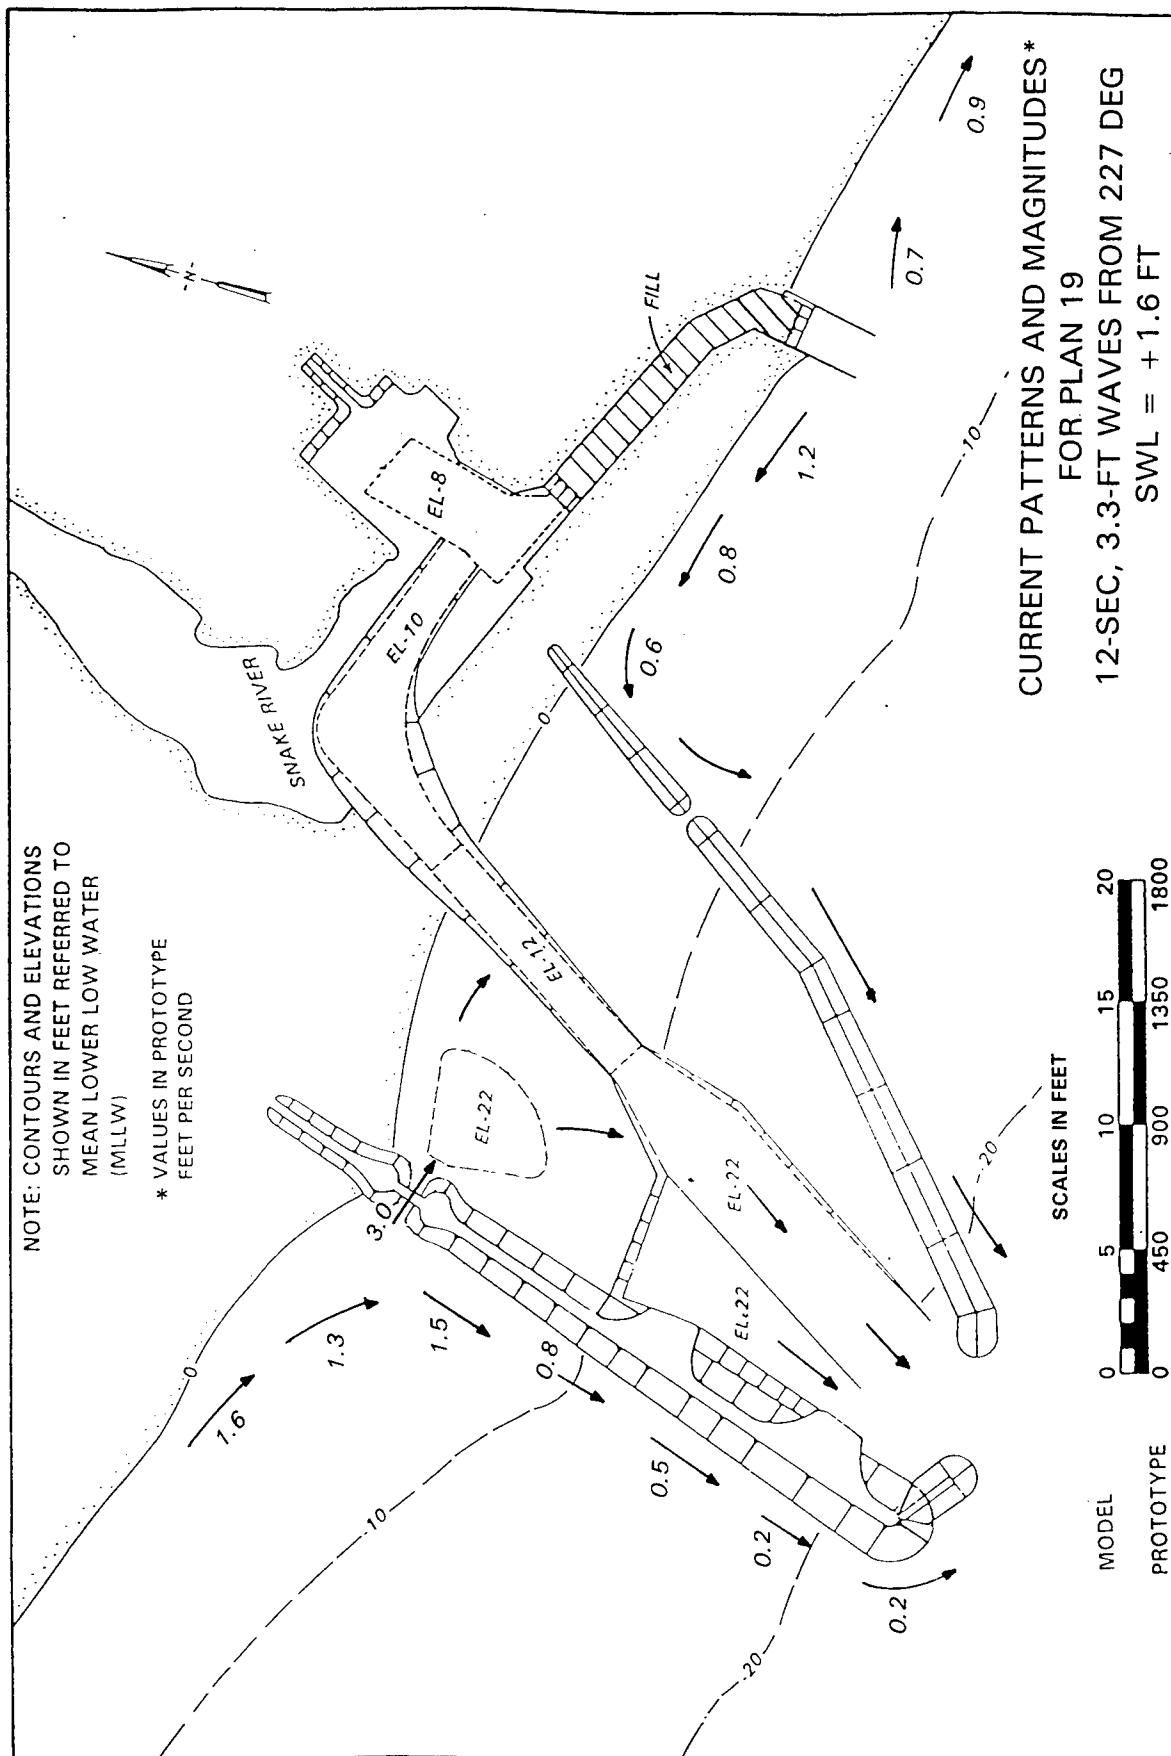 NOTE: CONTOURS AND ELEVATIONS
SHOWN IN FEET REFERRED TO
MEAN LOWER LOW WATER
(MLLW)
* VALUES IN PROTOTYPE
FEET PER SECOND
-N-
SNAKE RIVER
EL-8
EL-10
EL-12
FILL
EL-22
EL-22
EL-22
0
0
-10
-10
-20
-20
1.6
1.3
3.0
1.5
0.8
0.5
0.2
0.2
0.6
0.8
1.2
0.7
0.9
CURRENT PATTERNS AND MAGNITUDES*
FOR PLAN 19
12-SEC, 3.3-FT WAVES FROM 227 DEG
SWL = +1.6 FT
SCALES IN FEET
MODEL 0 5 10 15 20
PROTOTYPE 0 450 900 1350 1800